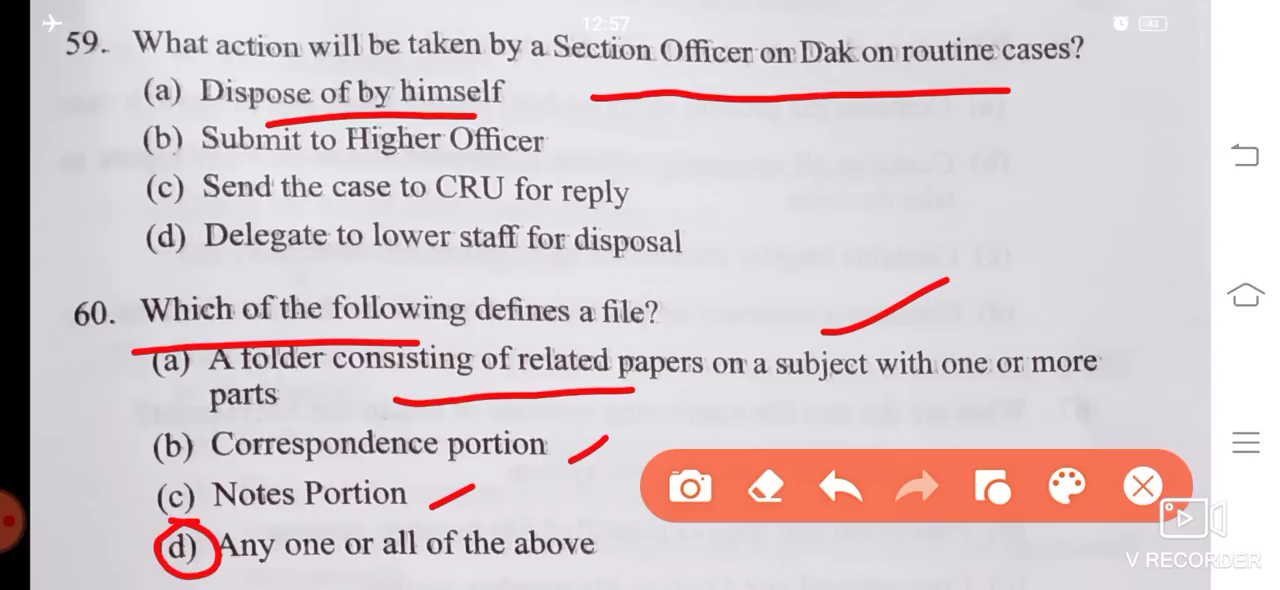 12:57
43
59. What action will be taken by a Section Officer on Dak on routine cases?
(a) Dispose of by himself
(b) Submit to Higher Officer
(c) Send the case to CRU for reply
(d) Delegate to lower staff for disposal
60. Which of the following defines a file?
(a) A folder consisting of related papers on a subject with one or more
parts
(b) Correspondence portion
(c) Notes Portion
(d) Any one or all of the above
V RECORDER